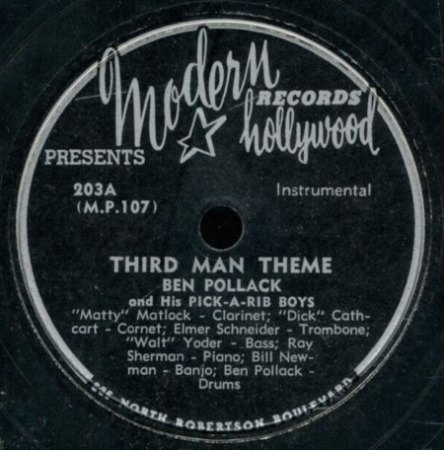 Modern
RECORDS
hollywood
PRESENTS
203A
(M.P.107)
Instrumental
THIRD MAN THEME
BEN POLLACK
and His PICK-A-RIB BOYS
"Matty" Matlock - Clarinet; "Dick" Cath-
cart - Cornet; Elmer Schneider - Trombone;
"Walt" Yoder - Bass; Ray
Sherman - Piano; Bill New-
man - Banjo; Ben Pollack -
Drums
NORTH ROBERTSON BOULEVARD